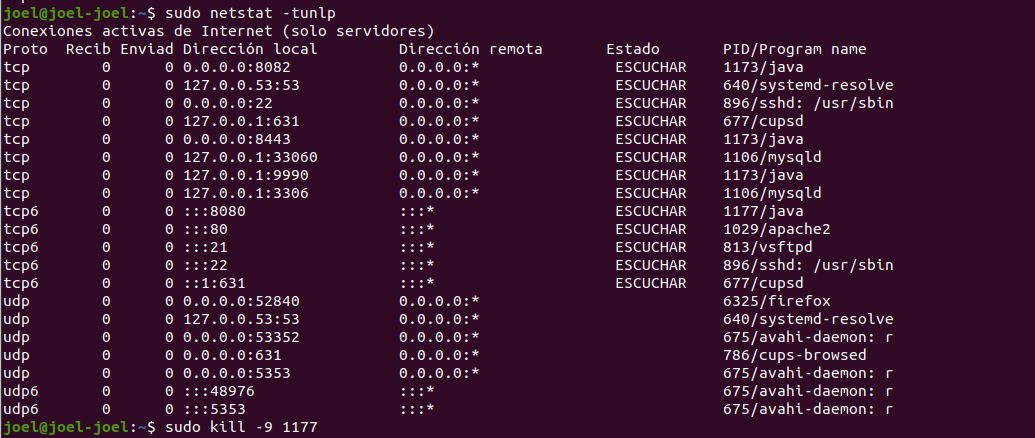 joel@joel-joel:~$ sudo netstat -tunlp
Conexiones activas de Internet (solo servidores)
Proto  Recib Enviad Dirección local         Dirección remota        Estado       PID/Program name
tcp        0      0 0.0.0.0:8082            0.0.0.0:*               ESCUCHAR     1173/java
tcp        0      0 127.0.0.53:53           0.0.0.0:*               ESCUCHAR     640/systemd-resolve
tcp        0      0 0.0.0.0:22              0.0.0.0:*               ESCUCHAR     896/sshd: /usr/sbin
tcp        0      0 127.0.0.1:631           0.0.0.0:*               ESCUCHAR     677/cupsd
tcp        0      0 0.0.0.0:8443            0.0.0.0:*               ESCUCHAR     1173/java
tcp        0      0 127.0.0.1:33060         0.0.0.0:*               ESCUCHAR     1106/mysqld
tcp        0      0 127.0.0.1:9990          0.0.0.0:*               ESCUCHAR     1173/java
tcp        0      0 127.0.0.1:3306          0.0.0.0:*               ESCUCHAR     1106/mysqld
tcp6       0      0 :::8080                 :::*                    ESCUCHAR     1177/java
tcp6       0      0 :::80                   :::*                    ESCUCHAR     1029/apache2
tcp6       0      0 :::21                   :::*                    ESCUCHAR     813/vsftpd
tcp6       0      0 :::22                   :::*                    ESCUCHAR     896/sshd: /usr/sbin
tcp6       0      0 ::1:631                 :::*                    ESCUCHAR     677/cupsd
udp        0      0 0.0.0.0:52840           0.0.0.0:*                            6325/firefox
udp        0      0 127.0.0.53:53           0.0.0.0:*                            640/systemd-resolve
udp        0      0 0.0.0.0:53352           0.0.0.0:*                            675/avahi-daemon: r
udp        0      0 0.0.0.0:631             0.0.0.0:*                            786/cups-browsed
udp        0      0 0.0.0.0:5353            0.0.0.0:*                            675/avahi-daemon: r
udp6       0      0 :::48976                :::*                                 675/avahi-daemon: r
udp6       0      0 :::5353                 :::*                                 675/avahi-daemon: r
joel@joel-joel:~$ sudo kill -9 1177